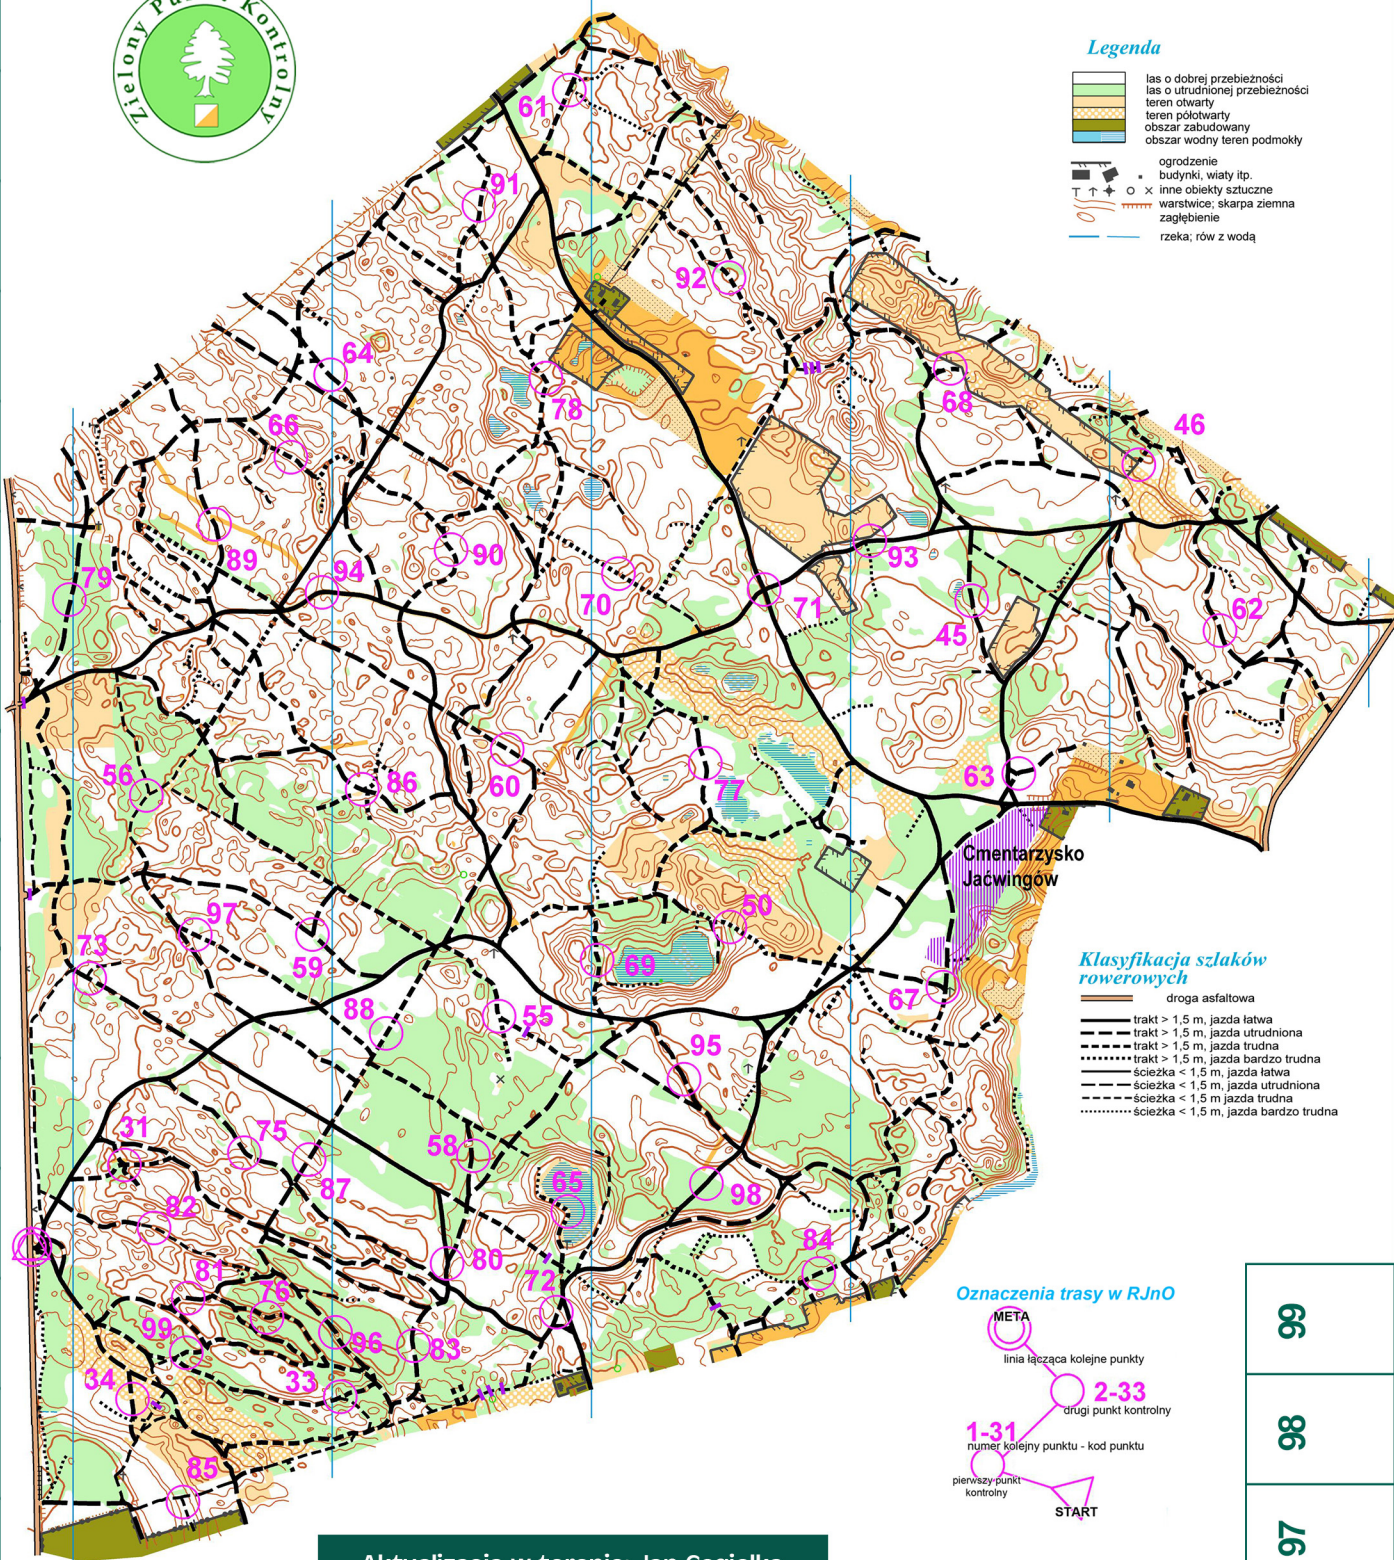 Zielony Punkt Kontrolny
Legenda
las o dobrej przebieżności
las o utrudnionej przebieżności
teren otwarty
teren półotwarty
obszar zabudowany
obszar wodny teren podmokły
ogrodzenie
budynki, wiaty itp.
inne obiekty sztuczne
warstwice; skarpa ziemna
zagłębienie
rzeka; rów z wodą
61
91
92
64
78
68
46
66
89
90
94
79
70
71
93
45
62
56
86
60
77
63
Cmentarzysko
Jaćwingów
97
59
73
50
69
67
88
55
95
Klasyfikacja szlaków
rowerowych
droga asfaltowa
trakt > 1,5 m, jazda łatwa
trakt > 1,5 m, jazda utrudniona
trakt > 1,5 m, jazda trudna
trakt > 1,5 m, jazda bardzo trudna
ścieżka < 1,5 m, jazda łatwa
ścieżka < 1,5 m, jazda utrudniona
ścieżka < 1,5 m jazda trudna
ścieżka < 1,5 m, jazda bardzo trudna
31
75
58
87
65
98
82
84
80
72
81
76
99
96
83
34
33
85
Oznaczenia trasy w RJnO
META
linia łącząca kolejne punkty
2-33
drugi punkt kontrolny
1-31
numer kolejny punktu - kod punktu
pierwszy punkt
kontrolny
START
99
98
97
Aktualizacja w terenie: Jan Cegiełka